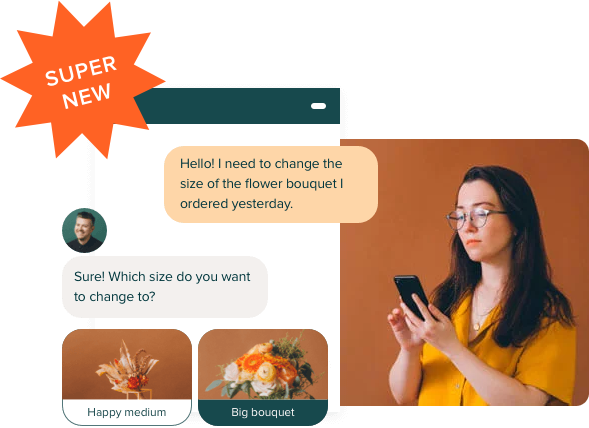 SUPER
NEW
Hello! I need to change the
size of the flower bouquet I
ordered yesterday.
Sure! Which size do you want
to change to?
Happy medium
Big bouquet